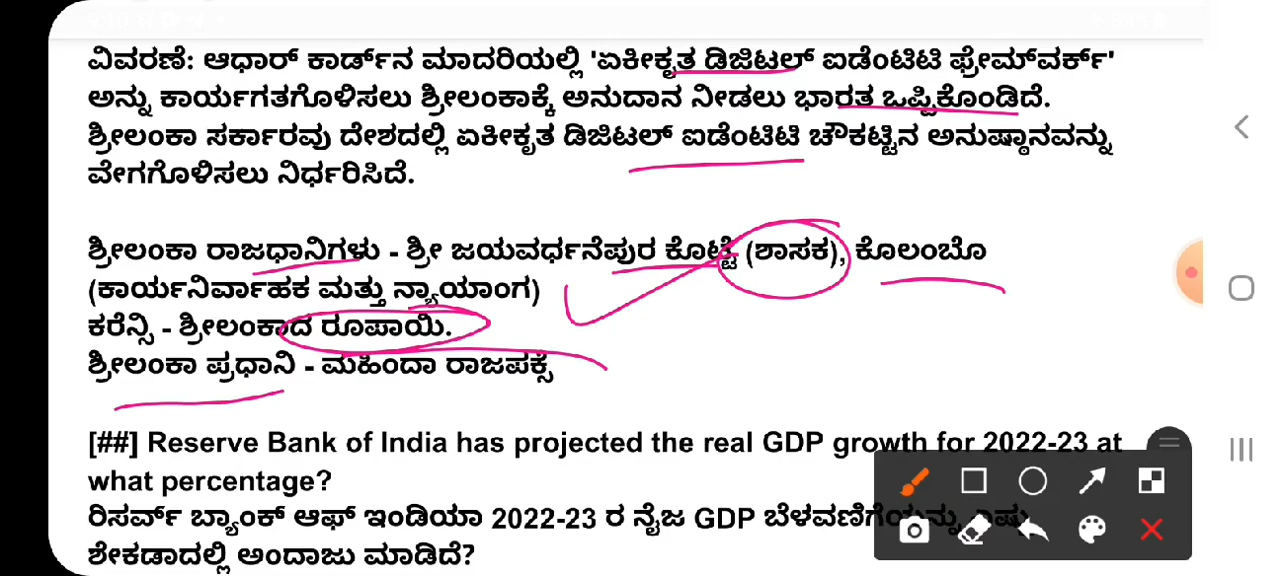 ವಿವರಣೆ: ಆಧಾರ್ ಕಾರ್ಡ್‌ನ ಮಾದರಿಯಲ್ಲಿ 'ಏಕೀಕೃತ ಡಿಜಿಟಲ್ ಐಡೆಂಟಿಟಿ ಫ್ರೇಮ್‌ವರ್ಕ್'
ಅನ್ನು ಕಾರ್ಯಗತಗೊಳಿಸಲು ಶ್ರೀಲಂಕಾಕ್ಕೆ ಅನುದಾನ ನೀಡಲು ಭಾರತ ಒಪ್ಪಿಕೊಂಡಿದೆ.
ಶ್ರೀಲಂಕಾ ಸರ್ಕಾರವು ದೇಶದಲ್ಲಿ ಏಕೀಕೃತ ಡಿಜಿಟಲ್ ಐಡೆಂಟಿಟಿ ಚೌಕಟ್ಟಿನ ಅನುಷ್ಠಾನವನ್ನು
ವೇಗಗೊಳಿಸಲು ನಿರ್ಧರಿಸಿದೆ.
ಶ್ರೀಲಂಕಾ ರಾಜಧಾನಿಗಳು - ಶ್ರೀ ಜಯವರ್ಧನೆಪುರ ಕೊಟ್ಟೆ (ಶಾಸಕ), ಕೊಲಂಬೊ
(ಕಾರ್ಯನಿರ್ವಾಹಕ ಮತ್ತು ನ್ಯಾಯಾಂಗ)
ಕರೆನ್ಸಿ - ಶ್ರೀಲಂಕಾದ ರೂಪಾಯಿ.
ಶ್ರೀಲಂಕಾ ಪ್ರಧಾನಿ - ಮಹಿಂದಾ ರಾಜಪಕ್ಸೆ
[##] Reserve Bank of India has projected the real GDP growth for 2022-23 at
what percentage?
ರಿಸರ್ವ್ ಬ್ಯಾಂಕ್ ಆಫ್ ಇಂಡಿಯಾ 2022-23 ರ ನೈಜ GDP ಬೆಳವಣಿಗೆಯನ್ನು
ಶೇಕಡಾದಲ್ಲಿ ಅಂದಾಜು ಮಾಡಿದೆ?